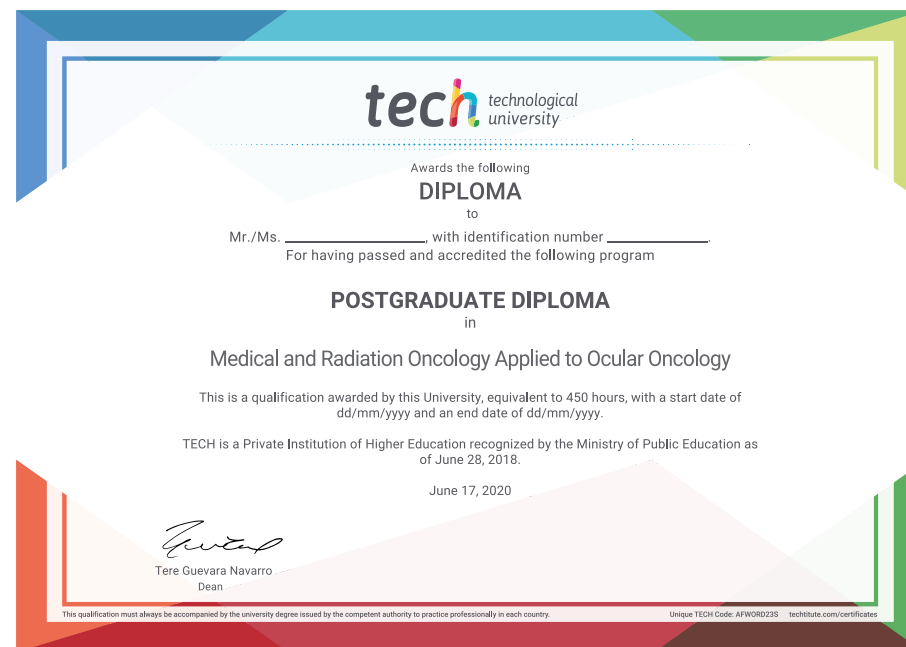 tech technological
university
Awards the following
DIPLOMA
to
Mr./Ms. ____________________, with identification number ______________.
For having passed and accredited the following program
POSTGRADUATE DIPLOMA
in
Medical and Radiation Oncology Applied to Ocular Oncology
This is a qualification awarded by this University, equivalent to 450 hours, with a start date of
dd/mm/yyyy and an end date of dd/mm/yyyy.
TECH is a Private Institution of Higher Education recognized by the Ministry of Public Education as
of June 28, 2018.
June 17, 2020
Tere Guevara Navarro
Dean
This qualification must always be accompanied by the university degree issued by the competent authority to practice professionally in each country.
Unique TECH Code: AFWORD23S techtitute.com/certificates